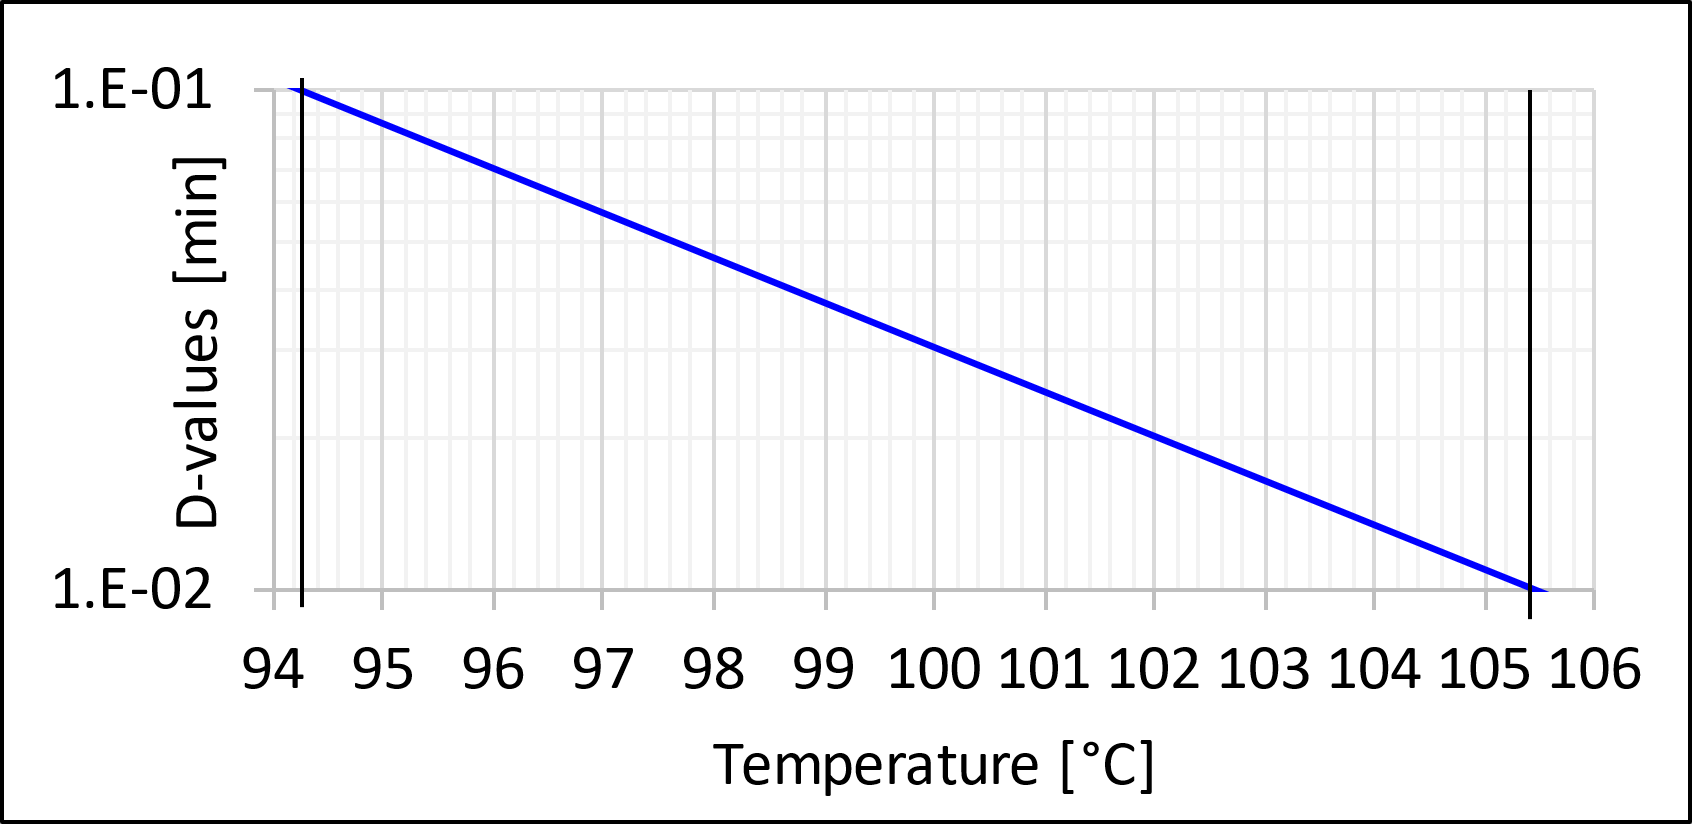 1.E-01
1.E-02
D-values [min]
94 95 96 97 98 99 100 101 102 103 104 105 106
Temperature [°C]